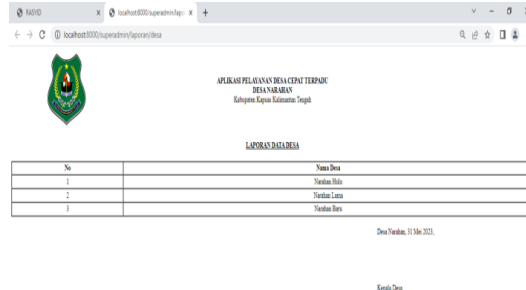 RASYID
localhost:8000/superadmin/lapo
localhost:8000/superadmin/laporan/desa
APLIKASI PELAYANAN DESA CEPAT TERPADU
DESA NARAHAN
Kabupaten Kapuas Kalimantan Tengah
LAPORAN DATA DESA
No Nama Desa
1 Narahan Hulu
2 Narahan Lama
3 Narahan Baru
Desa Narahan, 31 Mei 2023,
Kepala Desa